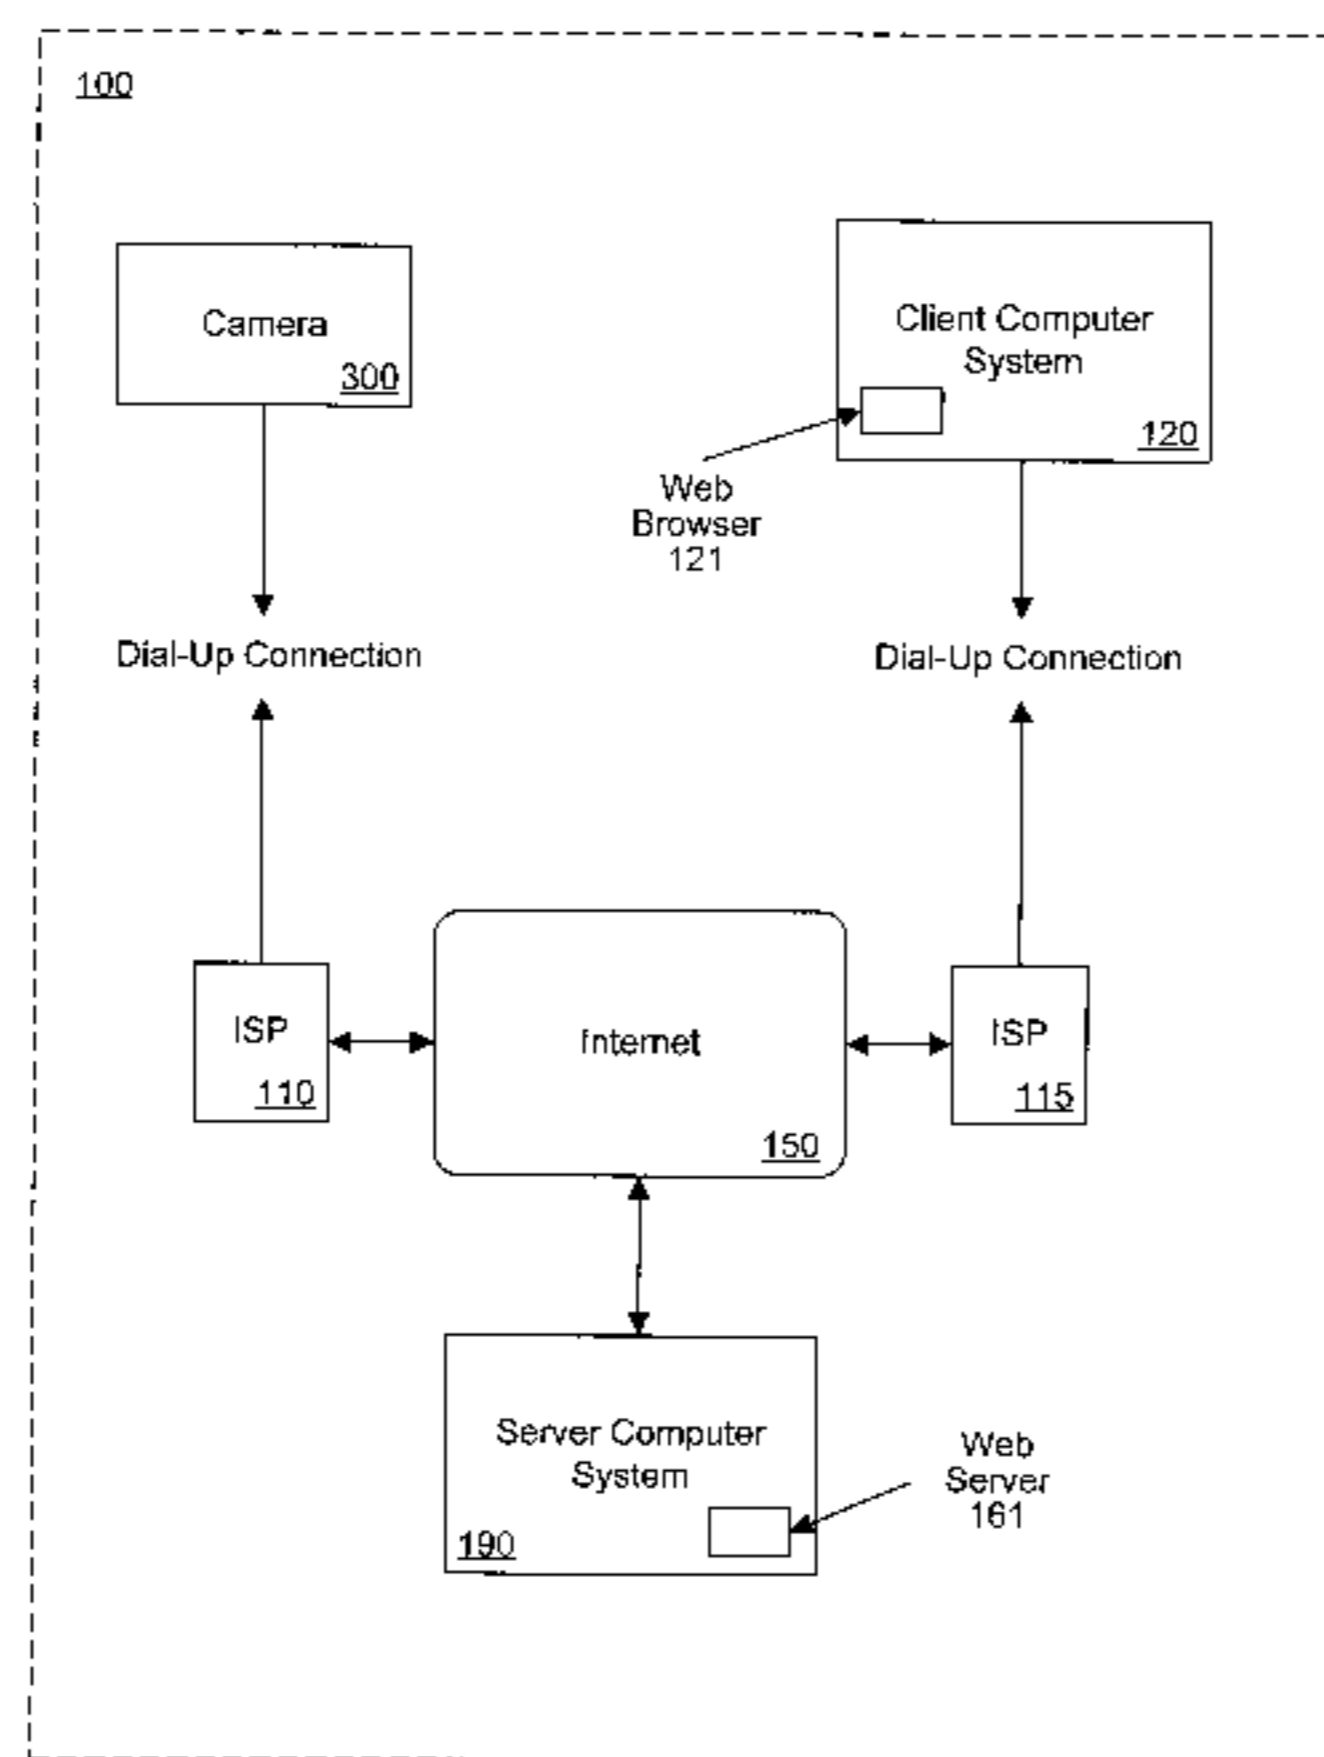 100
Camera
300
Client Computer
System
120
Web
Browser
121
Dial-Up Connection
Dial-Up Connection
ISP
110
Internet
150
ISP
115
Server Computer
System
190
Web
Server
161